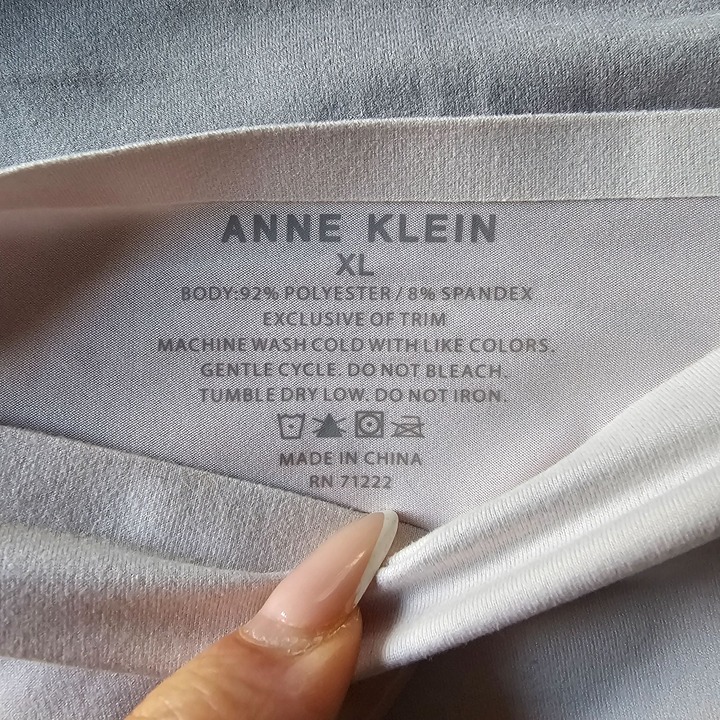 ANNE KLEIN
XL
BODY:92% POLYESTER / 8% SPANDEX
EXCLUSIVE OF TRIM
MACHINE WASH COLD WITH LIKE COLORS.
GENTLE CYCLE. DO NOT BLEACH.
TUMBLE DRY LOW. DO NOT IRON.
MADE IN CHINA
RN 71222